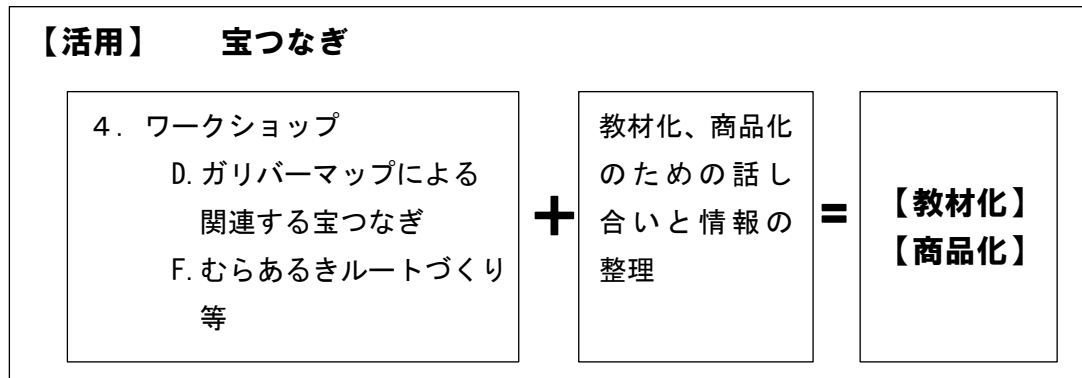 【活用】　宝つなぎ
４．ワークショップ
D.ガリバーマップによる
関連する宝つなぎ
F.むらあるきルートづくり
等
＋
教材化、商品化
のための話し
合いと情報の
整理
＝
【教材化】
【商品化】